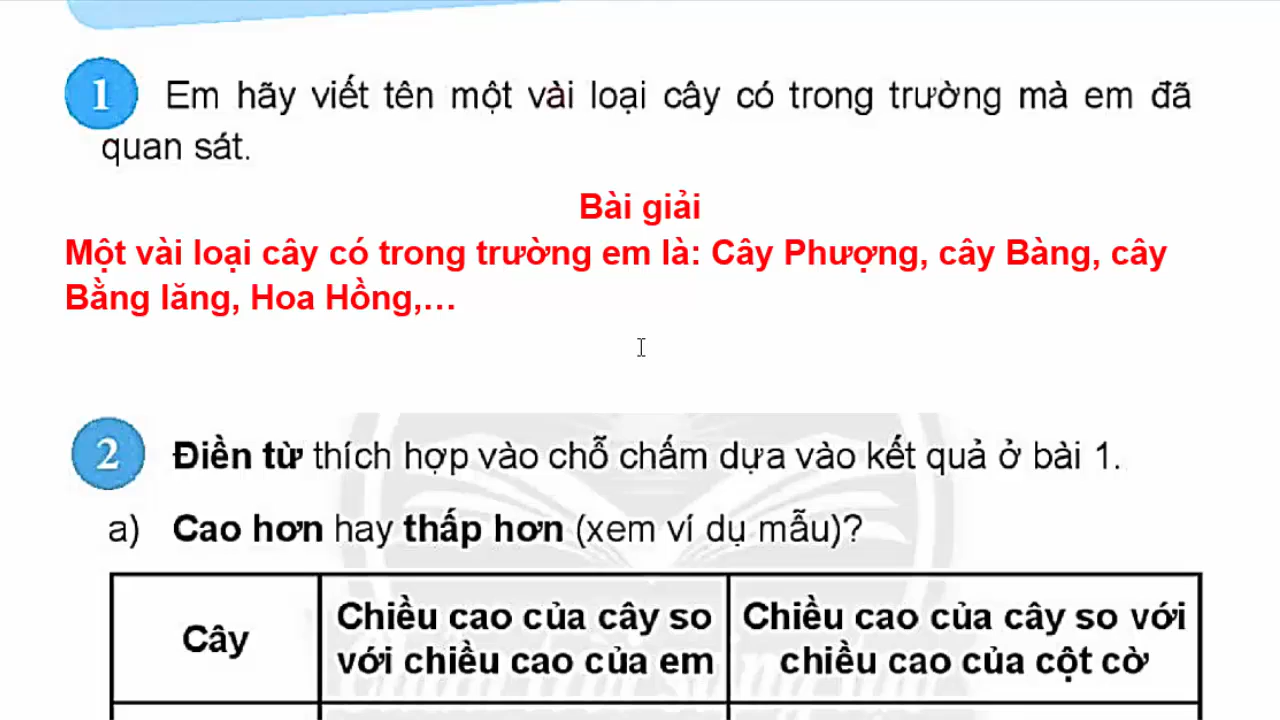 1 Em hãy viết tên một vài loại cây có trong trường mà em đã
quan sát.
Bài giải
Một vài loại cây có trong trường em là: Cây Phượng, cây Bàng, cây
Bằng lăng, Hoa Hồng,…
2 Điền từ thích hợp vào chỗ chấm dựa vào kết quả ở bài 1.
a) Cao hơn hay thấp hơn (xem ví dụ mẫu)?
Cây
Chiều cao của cây so
với chiều cao của em
Chiều cao của cây so với
chiều cao của cột cờ